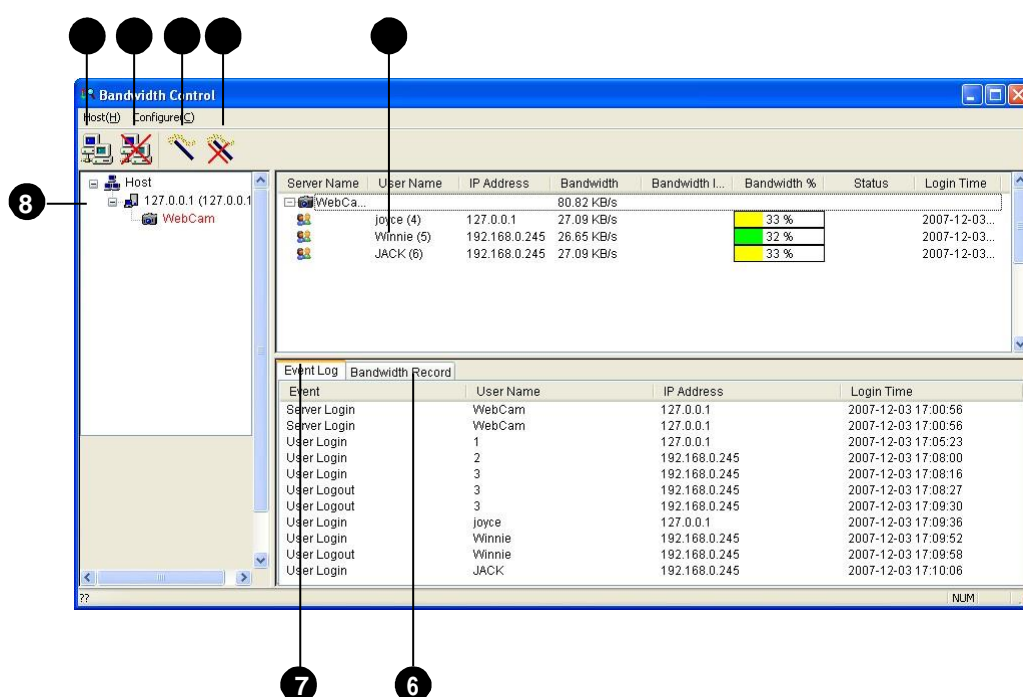 Bandwidth Control
Host(H) Configure(C)
8
Host
127.0.0.1 (127.0.0.1
WebCam
Server Name User Name IP Address Bandwidth Bandwidth I... Bandwidth % Status Login Time
WebCa... 80.82 KB/s
joyce (4) 127.0.0.1 27.09 KB/s 33 % 2007-12-03...
Winnie (5) 192.168.0.245 26.65 KB/s 32 % 2007-12-03...
JACK (6) 192.168.0.245 27.09 KB/s 33 % 2007-12-03...
Event Log Bandwidth Record
Event User Name IP Address Login Time
Server Login WebCam 127.0.0.1 2007-12-03 17:00:56
Server Login WebCam 127.0.0.1 2007-12-03 17:00:56
User Login 1 127.0.0.1 2007-12-03 17:05:23
User Login 2 192.168.0.245 2007-12-03 17:08:00
User Login 3 192.168.0.245 2007-12-03 17:08:16
User Logout 3 192.168.0.245 2007-12-03 17:08:27
User Logout 3 192.168.0.245 2007-12-03 17:09:30
User Login joyce 127.0.0.1 2007-12-03 17:09:36
User Login Winnie 192.168.0.245 2007-12-03 17:09:52
User Logout Winnie 192.168.0.245 2007-12-03 17:09:58
User Login JACK 192.168.0.245 2007-12-03 17:10:06
?? NUM
7 6